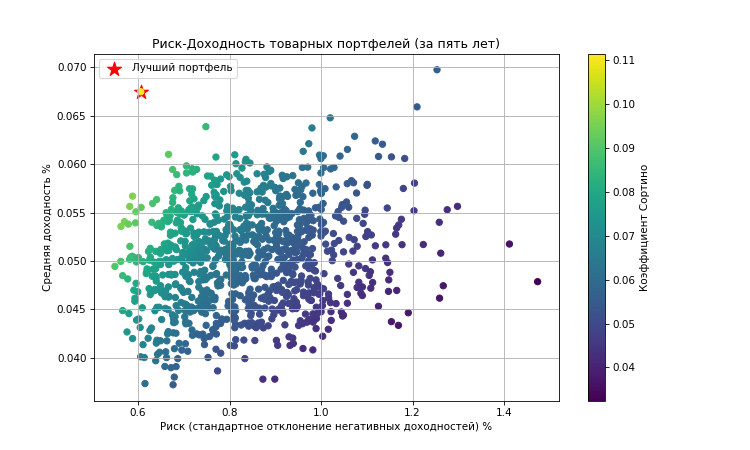 Риск-Доходность товарных портфелей (за пять лет)
Лучший портфель
Средняя доходность %
0.070
0.065
0.060
0.055
0.050
0.045
0.040
0.6 0.8 1.0 1.2 1.4
Риск (стандартное отклонение негативных доходностей) %
0.11
0.10
0.09
0.08
0.07
0.06
0.05
0.04
Коэффициент Сортино